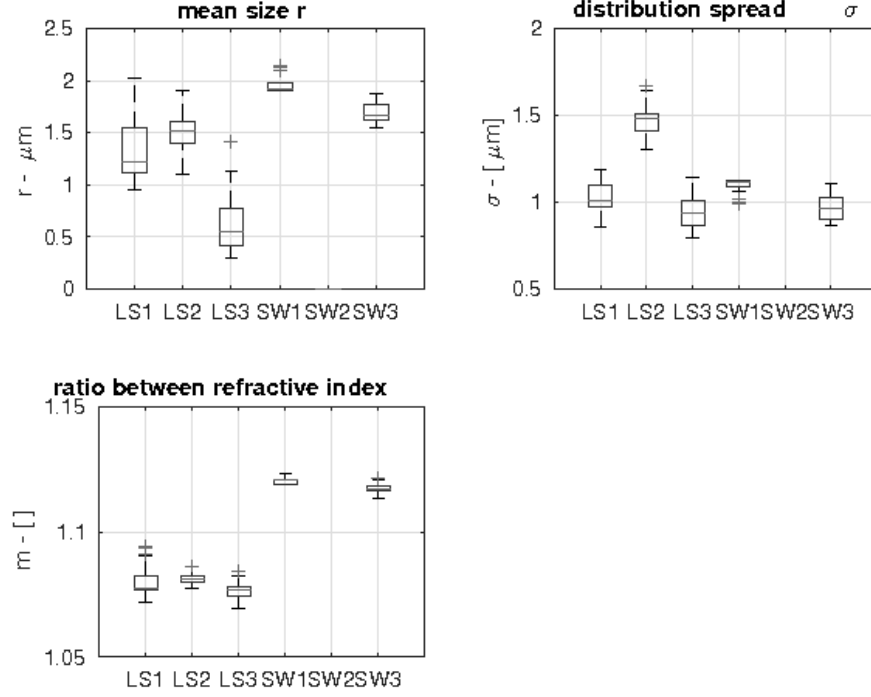 mean size r
2.5
2
1.5
1
0.5
0
r - μm
LS1 LS2 LS3 SW1 SW2 SW3
distribution spread σ
2
1.5
1
0.5
σ - [ μm]
LS1 LS2 LS3 SW1SW2SW3
ratio between refractive index
1.15
1.1
1.05
m - []
LS1 LS2 LS3 SW1SW2SW3